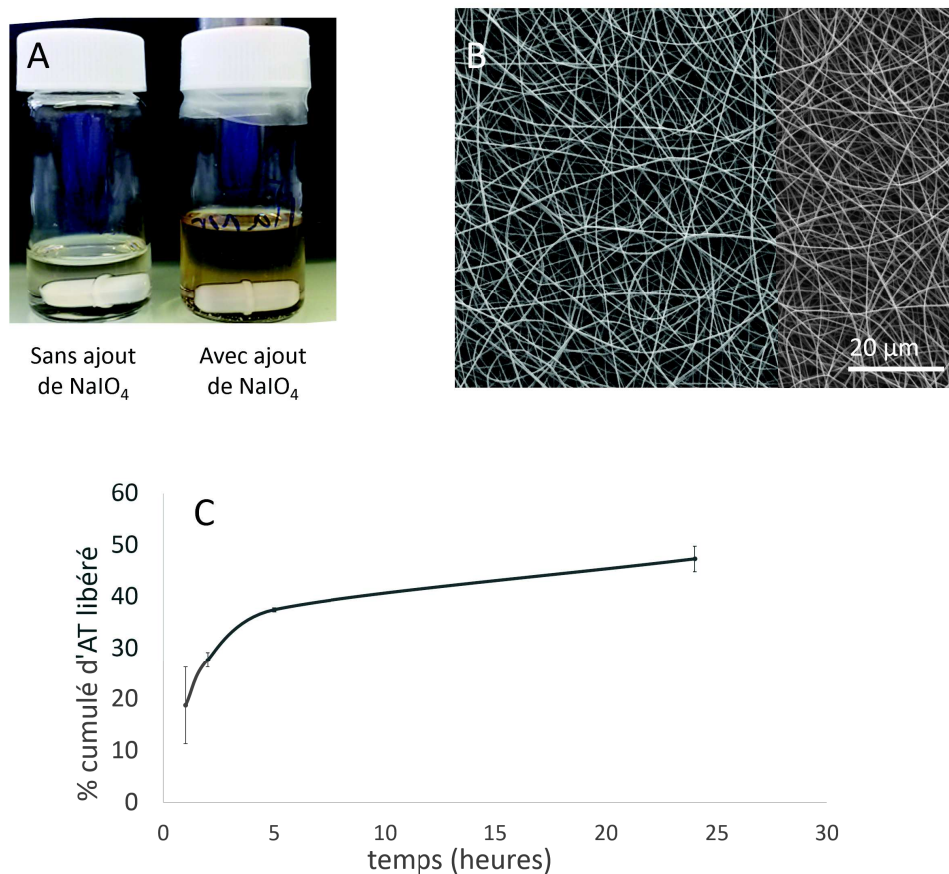 A
B
Sans ajout
de NaIO₄
Avec ajout
de NaIO₄
20 µm
C
% cumulé d'AT libéré
60
50
40
30
20
10
0
0
5
10
15
20
25
30
temps (heures)